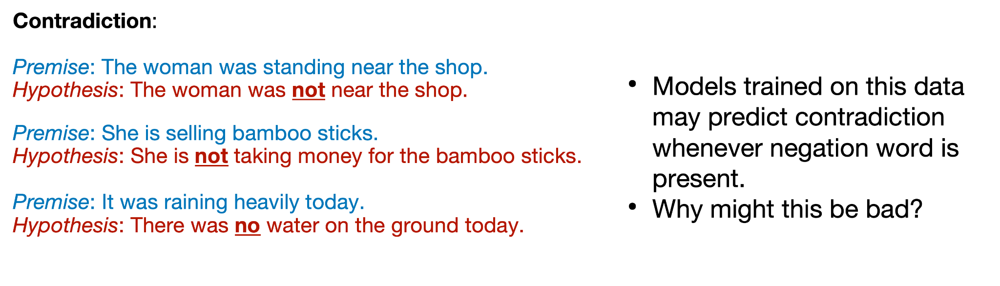 Contradiction:
Premise: The woman was standing near the shop.
Hypothesis: The woman was not near the shop.
Premise: She is selling bamboo sticks.
Hypothesis: She is not taking money for the bamboo sticks.
Premise: It was raining heavily today.
Hypothesis: There was no water on the ground today.
• Models trained on this data
may predict contradiction
whenever negation word is
present.
• Why might this be bad?